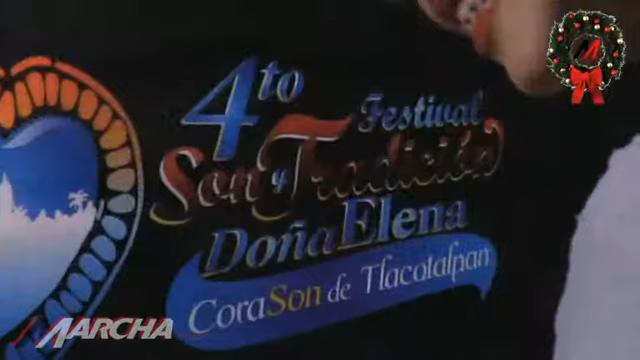 4to Festival
Son y Tradición
Doña Elena
CoraSon de Tlacotalpan
MARCHA
M